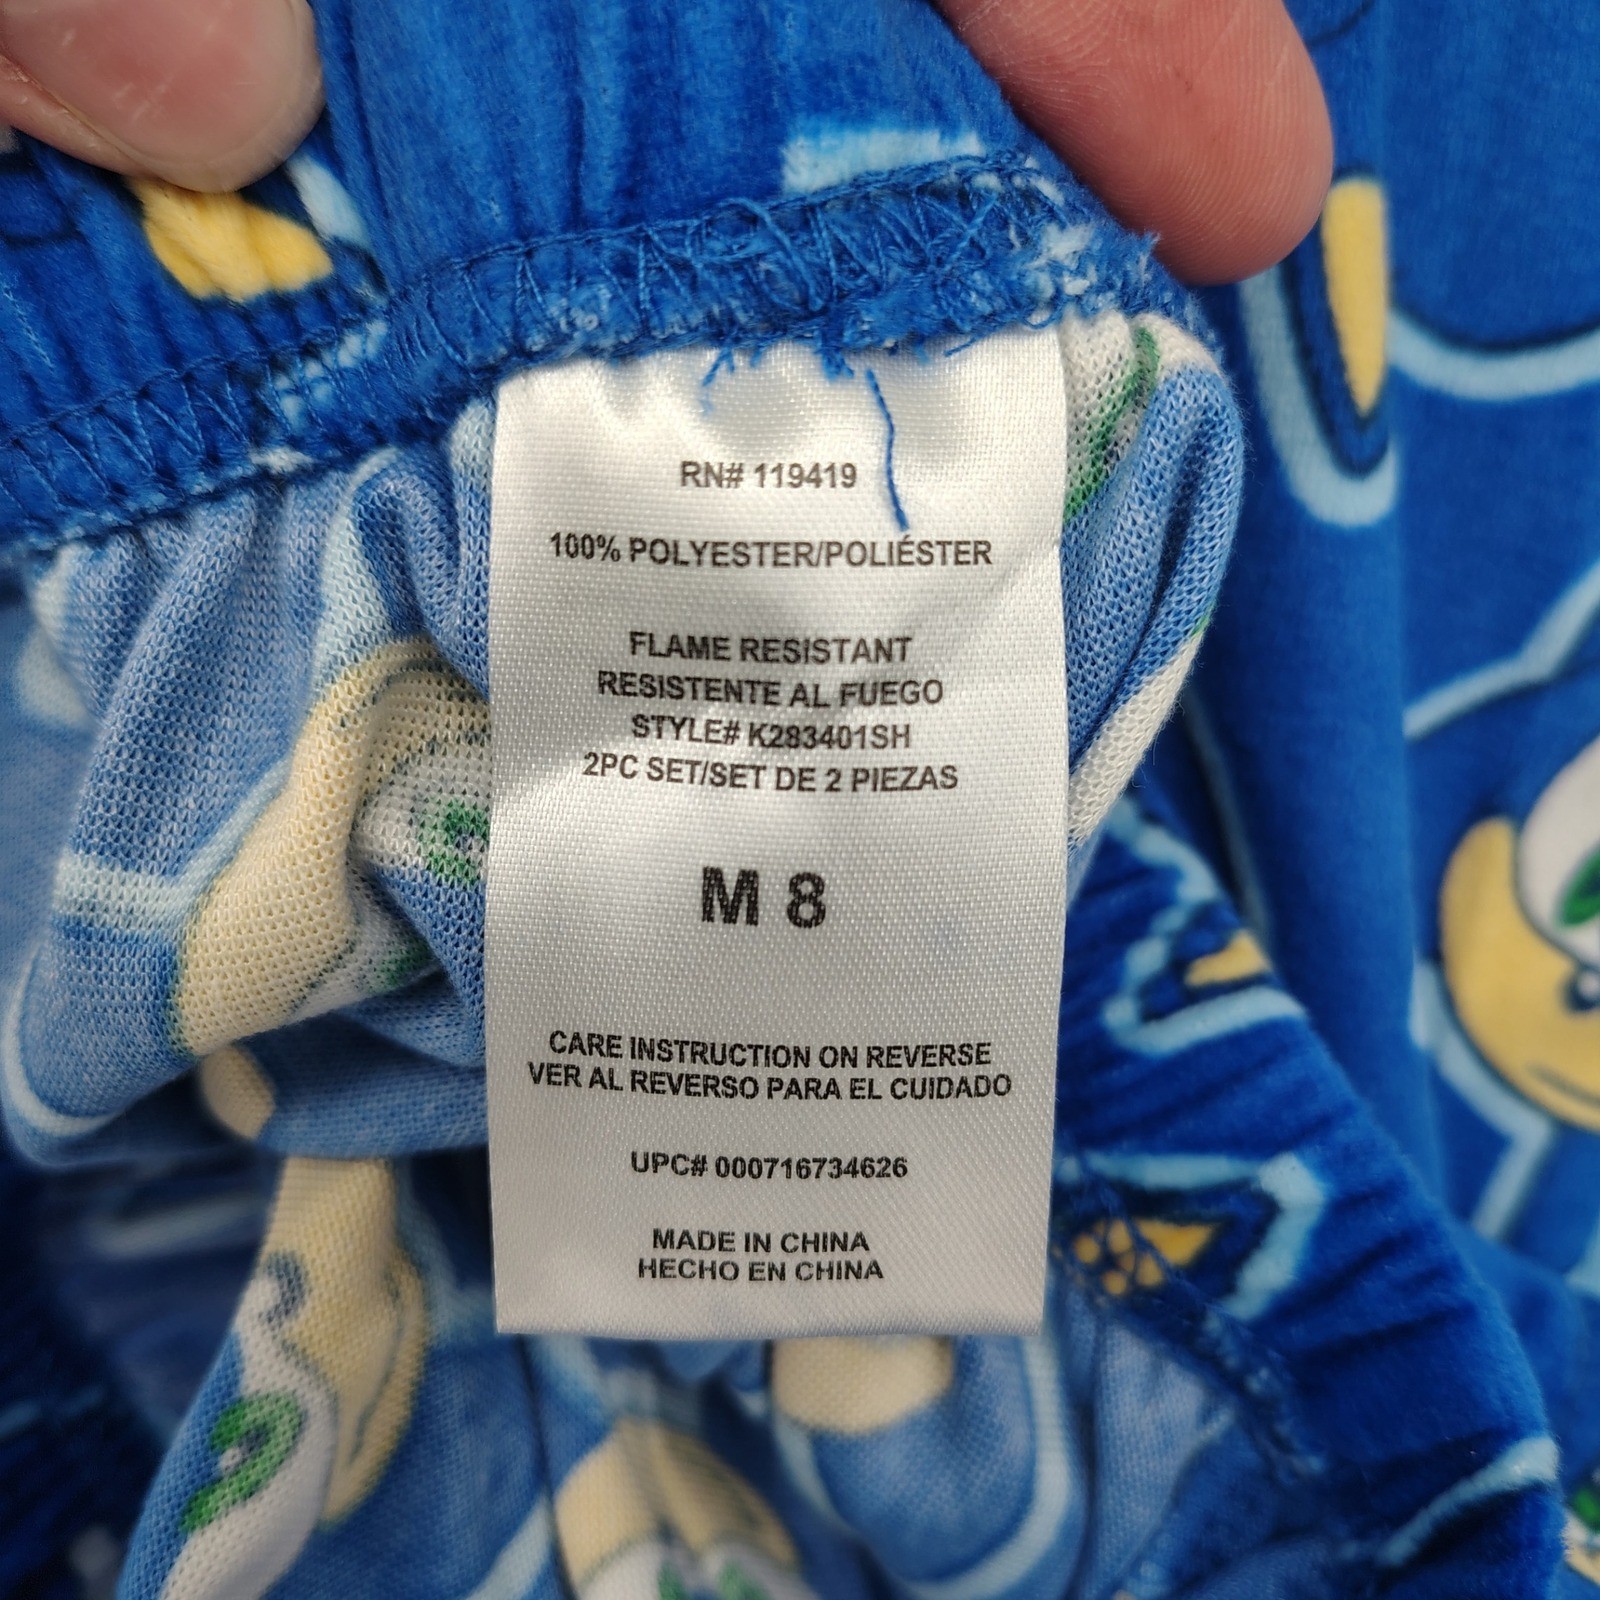 RN# 119419
100% POLYESTER/POLIÉSTER
FLAME RESISTANT
RESISTENTE AL FUEGO
STYLE# K283401SH
2PC SET/SET DE 2 PIEZAS
M 8
CARE INSTRUCTION ON REVERSE
VER AL REVERSO PARA EL CUIDADO
UPC# 000716734626
MADE IN CHINA
HECHO EN CHINA